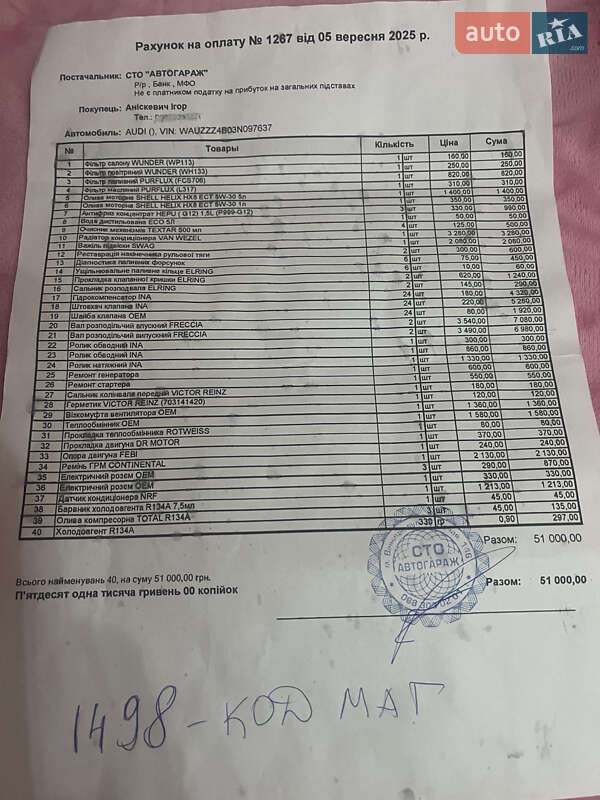 auto RIA .com
Рахунок на оплату № 1267 від 05 вересня 2025 р.
Постачальник: СТО "АВТОГАРАЖ"
Р/р , Банк , МФО
Не є платником податку на прибуток на загальних підставах
Покупець: Аніскевич Ігор
Тел.:
Автомобиль: AUDI (), VIN: WAUZZZ4B03N097637
№ Товары Кількість Ціна Сума
1 Фільтр салону WUNDER (WP113) 1 шт 160,00 160,00
2 Фільтр повітряний WUNDER (WH133) 1 шт 250,00 250,00
3 Фільтр паливний PURFLUX (FCS706) 1 шт 820,00 820,00
4 Фільтр масляний PURFLUX (L317) 1 шт 310,00 310,00
5 Олива моторна SHELL HELIX HX8 ECT 5W-30 5л 1 шт 1 400,00 1 400,00
6 Олива моторна SHELL HELIX HX8 ECT 5W-30 1л 1 шт 350,00 350,00
7 Антифриз концентрат HEPU ( G12) 1,5L (P999-G12) 3 шт 330,00 990,00
8 Вода дистильована ECO 5Л 1 шт 50,00 50,00
9 Очисник механізмів TEXTAR 500 мл 4 шт 125,00 500,00
10 Радіатор кондиціонера VAN WEZEL 1 шт 3 280,00 3 280,00
11 Важіль підвіски SWAG 1 шт 2 080,00 2 080,00
12 Реставрація накінечника рульової тяги 2 шт 300,00 600,00
13 Діагностика паливних форсунок 6 шт 75,00 450,00
14 Ущільнювальне паливне кільце ELRING 6 шт 10,00 60,00
15 Прокладка клапанної кришки ELRING 2 шт 620,00 1 240,00
16 Сальник розподвала ELRING 2 шт 145,00 290,00
17 Гідрокомпенсатор INA 24 шт 180,00 4 320,00
18 Штовхач клапана INA 24 шт 220,00 5 280,00
19 Шайба клапана OEM 24 шт 80,00 1 920,00
20 Вал розподільчий впускний FRECCIA 2 шт 3 540,00 7 080,00
21 Вал розподільчий випускний FRECCIA 2 шт 3 490,00 6 980,00
22 Ролик обводний INA 1 шт 300,00 300,00
23 Ролик обводний INA 1 шт 860,00 860,00
24 Ролик натяжний INA 1 шт 1 330,00 1 330,00
25 Ремонт генератора 1 шт 600,00 600,00
26 Ремонт стартера 1 шт 550,00 550,00
27 Сальник колінвала передній VICTOR REINZ 1 шт 180,00 180,00
28 Герметик VICTOR REINZ (703141420) 1 шт 120,00 120,00
29 Віскомуфта вентилятора OEM 1 шт 1 360,00 1 360,00
30 Теплообмінник OEM 1 шт 1 580,00 1 580,00
31 Прокладка теплообмінника ROTWEISS 1 шт 80,00 80,00
32 Прокладка двигуна DR MOTOR 1 шт 370,00 370,00
33 Опора двигуна FEBI 1 шт 240,00 240,00
34 Ремінь ГРМ CONTINENTAL 1 шт 2 130,00 2 130,00
35 Електричний розєм OEM 3 шт 290,00 870,00
36 Електричний розєм OEM 1 шт 330,00 330,00
37 Датчик кондиціонера NRF 1 шт 1 213,00 1 213,00
38 Барвник холодоагента R134A 7,5мл 1 шт 45,00 45,00
39 Олива компресорна TOTAL R134A 3 шт 45,00 135,00
40 Холодоагент R134A 330 гр 0,90 297,00
Разом: 51 000,00
Всього найменувань 40, на суму 51 000,00 грн.
П'ятдесят одна тисяча гривень 00 копійок
Разом: 51 000,00
СТО
АВТОГАРАЖ
1498 - КОД МАГ